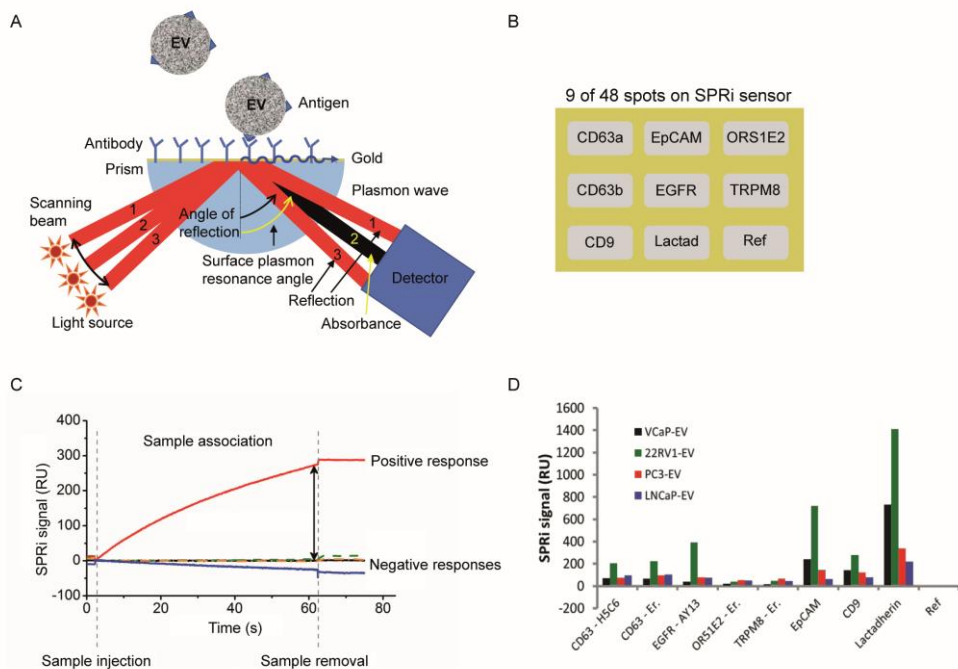 A
EV
EV
Antigen
Antibody
Gold
Prism
Plasmon wave
Scanning
beam
1
2
3
Angle of
reflection
1
2
3
Surface plasmon
resonance angle
Reflection
Detector
Absorbance
Light source
B
9 of 48 spots on SPRi sensor
CD63a EpCAM ORS1E2
CD63b EGFR TRPM8
CD9 Lactad Ref
C
SPRi signal (RU)
400
300
200
100
0
-100
Sample association
Positive response
Negative responses
0 20 40 60 80
Time (s)
Sample injection
Sample removal
D
SPRi signal (RU)
1600
1400
1200
1000
800
600
400
200
0
-200
VCaP-EV
22RV1-EV
PC3-EV
LNCaP-EV
CD63 - H5C6
CD63 - Er.
EGFR - AY13
OR51E2 - Er.
TRPM8 - Er.
EpCAM
CD9
Lactadherin
Ref